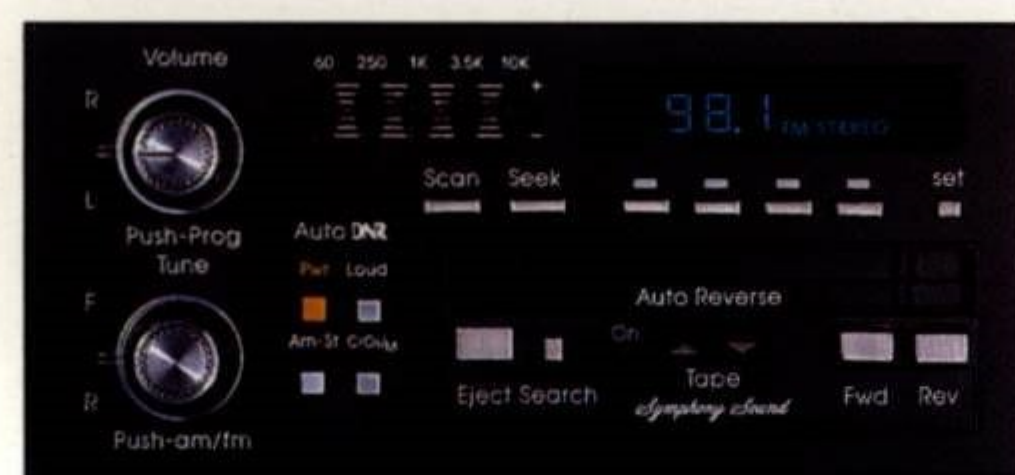 Volume
60 250 1K 3.5K 10K
R
+
98.1 FM STEREO
-
Scan Seek
set
L
Push-Prog
Auto DNR
Tune
Pwr Loud
F
Auto Reverse
On
Am-St
Tape
Eject Search
Symphony Sound
Fwd Rev
R
Push-am/fm